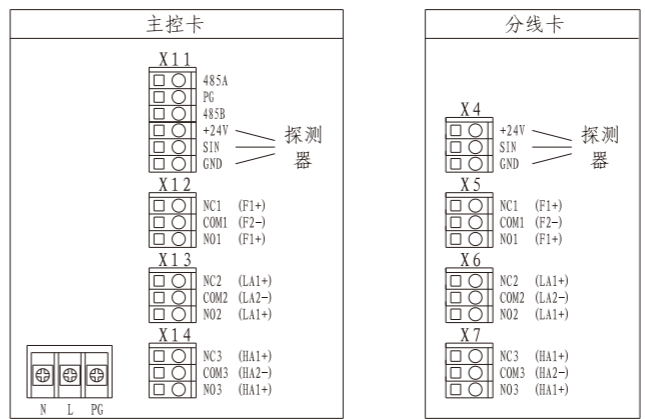 主控卡
X11
485A
PG
485B
+24V
SIN
GND
探测
器
X12
NC1 (F1+)
COM1 (F2-)
NO1 (F1+)
X13
NC2 (LA1+)
COM2 (LA2-)
NO2 (LA1+)
X14
NC3 (HA1+)
COM3 (HA2-)
NO3 (HA1+)
N L PG
分线卡
X4
+24V
SIN
GND
探测
器
X5
NC1 (F1+)
COM1 (F2-)
NO1 (F1+)
X6
NC2 (LA1+)
COM2 (LA2-)
NO2 (LA1+)
X7
NC3 (HA1+)
COM3 (HA2-)
NO3 (HA1+)